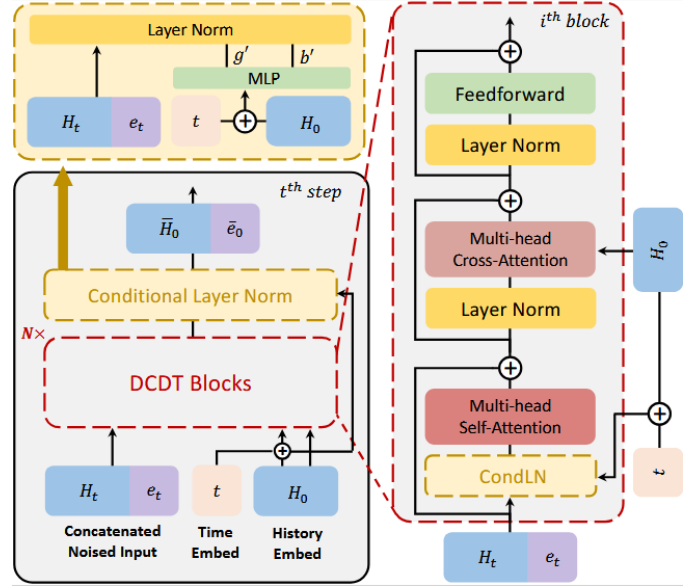 Layer Norm
g′ b′
MLP
H_t e_t t H_0
t^th step
H̄_0 ē_0
Conditional Layer Norm
N×
DCDT Blocks
H_t e_t t H_0
Concatenated
Noised Input
Time
Embed
History
Embed
i^th block
Feedforward
Layer Norm
Multi-head
Cross-Attention
H_0
Layer Norm
Multi-head
Self-Attention
CondLN
t
H_t e_t